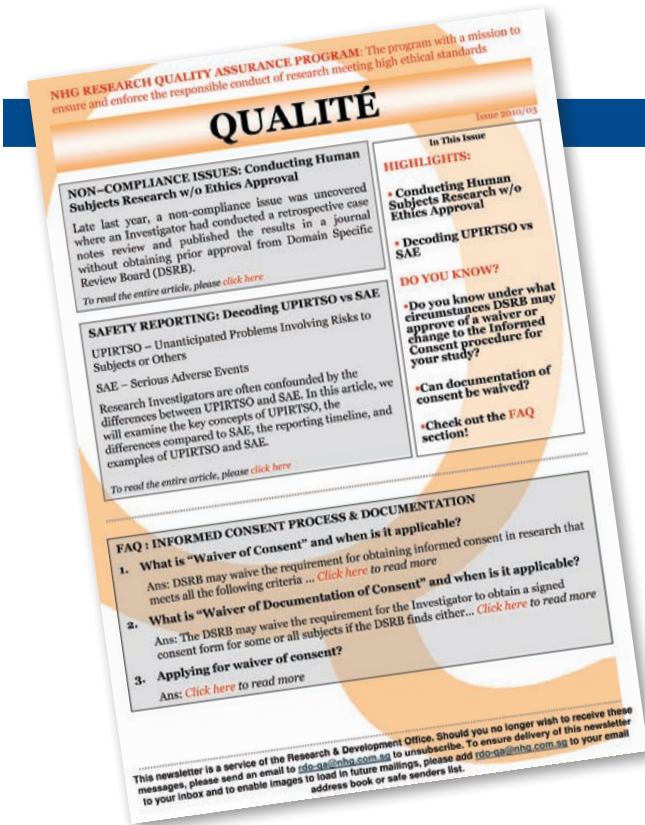 NHG RESEARCH QUALITY ASSURANCE PROGRAM: The program with a mission to
ensure and enforce the responsible conduct of research meeting high ethical standards
QUALITÉ
Issue 2010/03
NON–COMPLIANCE ISSUES: Conducting Human
Subjects Research w/o Ethics Approval
Late last year, a non-compliance issue was uncovered
where an Investigator had conducted a retrospective case
notes review and published the results in a journal
without obtaining prior approval from Domain Specific
Review Board (DSRB).
To read the entire article, please click here
SAFETY REPORTING: Decoding UPIRTSO vs SAE
UPIRTSO – Unanticipated Problems Involving Risks to
Subjects or Others
SAE – Serious Adverse Events
Research Investigators are often confounded by the
differences between UPIRTSO and SAE. In this article, we
will examine the key concepts of UPIRTSO, the
differences compared to SAE, the reporting timeline, and
examples of UPIRTSO and SAE.
To read the entire article, please click here
In This Issue
HIGHLIGHTS:
• Conducting Human
Subjects Research w/o
Ethics Approval
• Decoding UPIRTSO vs
SAE
DO YOU KNOW?
•Do you know under what
circumstances DSRB may
approve of a waiver or
change to the Informed
Consent procedure for
your study?
•Can documentation of
consent be waived?
•Check out the FAQ
section!
FAQ : INFORMED CONSENT PROCESS & DOCUMENTATION
1. What is “Waiver of Consent” and when is it applicable?
Ans: DSRB may waive the requirement for obtaining informed consent in research that
meets all the following criteria ... Click here to read more
2. What is “Waiver of Documentation of Consent” and when is it applicable?
Ans: The DSRB may waive the requirement for the Investigator to obtain a signed
consent form for some or all subjects if the DSRB finds either... Click here to read more
3. Applying for waiver of consent?
Ans: Click here to read more
This newsletter is a service of the Research & Development Office. Should you no longer wish to receive these
messages, please send an email to rdo-qa@nhg.com.sg to unsubscribe. To ensure delivery of this newsletter
to your inbox and to enable images to load in future mailings, please add rdo-qa@nhg.com.sg to your email
address book or safe senders list.